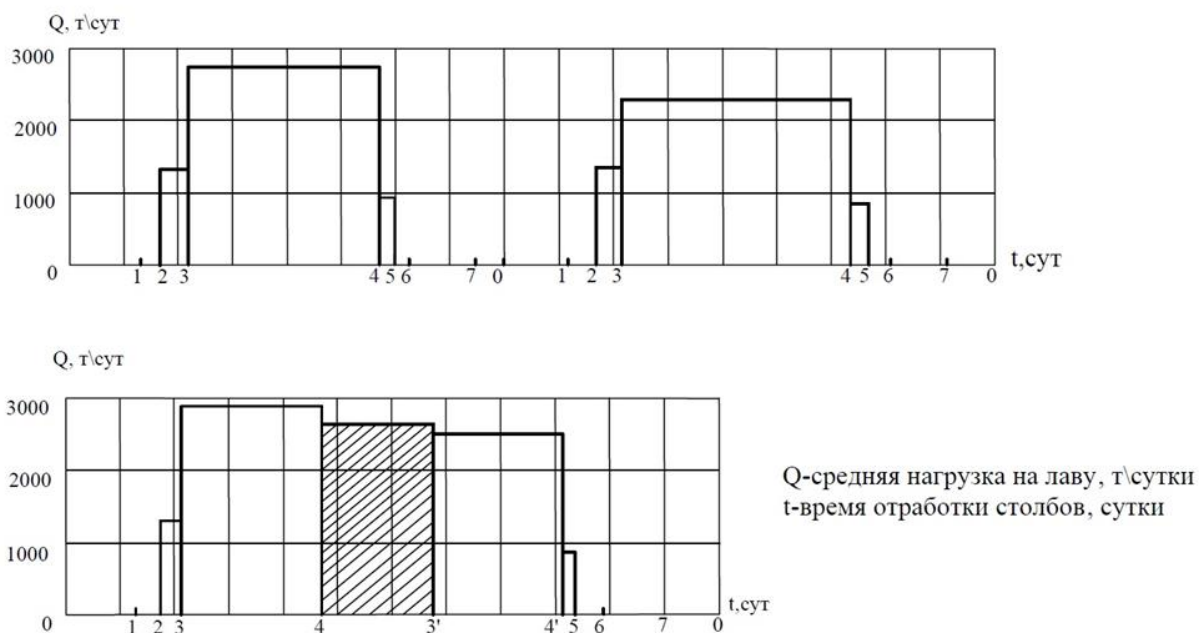 Q, т\сут
3000
2000
1000
0
1 2 3 4 5 6 7 0 1 2 3 4 5 6 7 0
t,сут
Q, т\сут
3000
2000
1000
0
1 2 3 4 3' 4' 5 6 7 0
t,сут
Q-средняя нагрузка на лаву, т\сутки
t-время отработки столбов, сутки